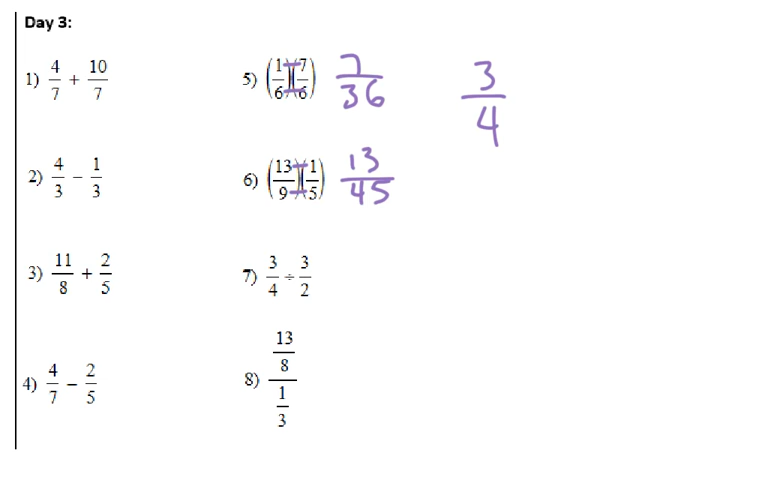 Day 3:
1) 4/7 + 10/7
2) 4/3 - 1/3
3) 11/8 + 2/5
4) 4/7 - 2/5
5) (1/6)(7/6) 7/36
3/4
6) (13/9)(1/5) 13/45
7) 3/4 ÷ 3/2
8) (13/8)/(1/3)